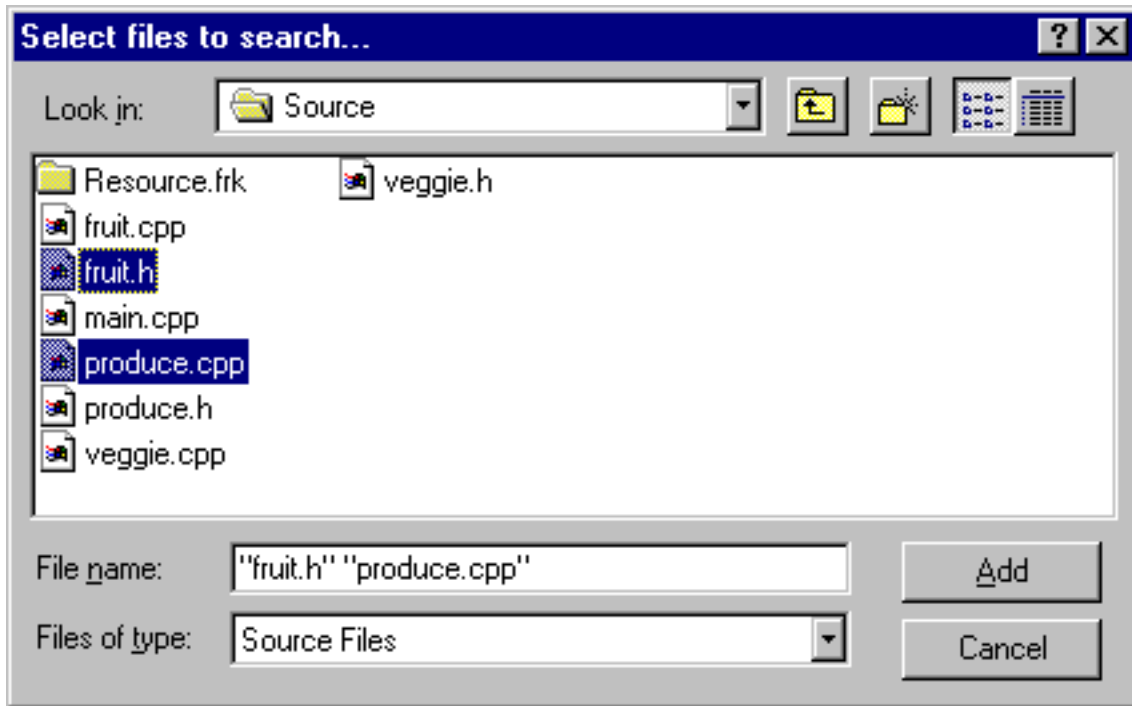 Select files to search...
Look in: Source
Resource.frk veggie.h
fruit.cpp
fruit.h
main.cpp
produce.cpp
produce.h
veggie.cpp
File name: "fruit.h" "produce.cpp" Add
Files of type: Source Files Cancel